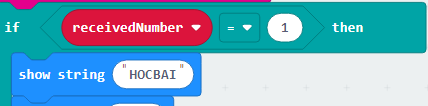 if receivedNumber = 1 then
show string "HOCBAI"